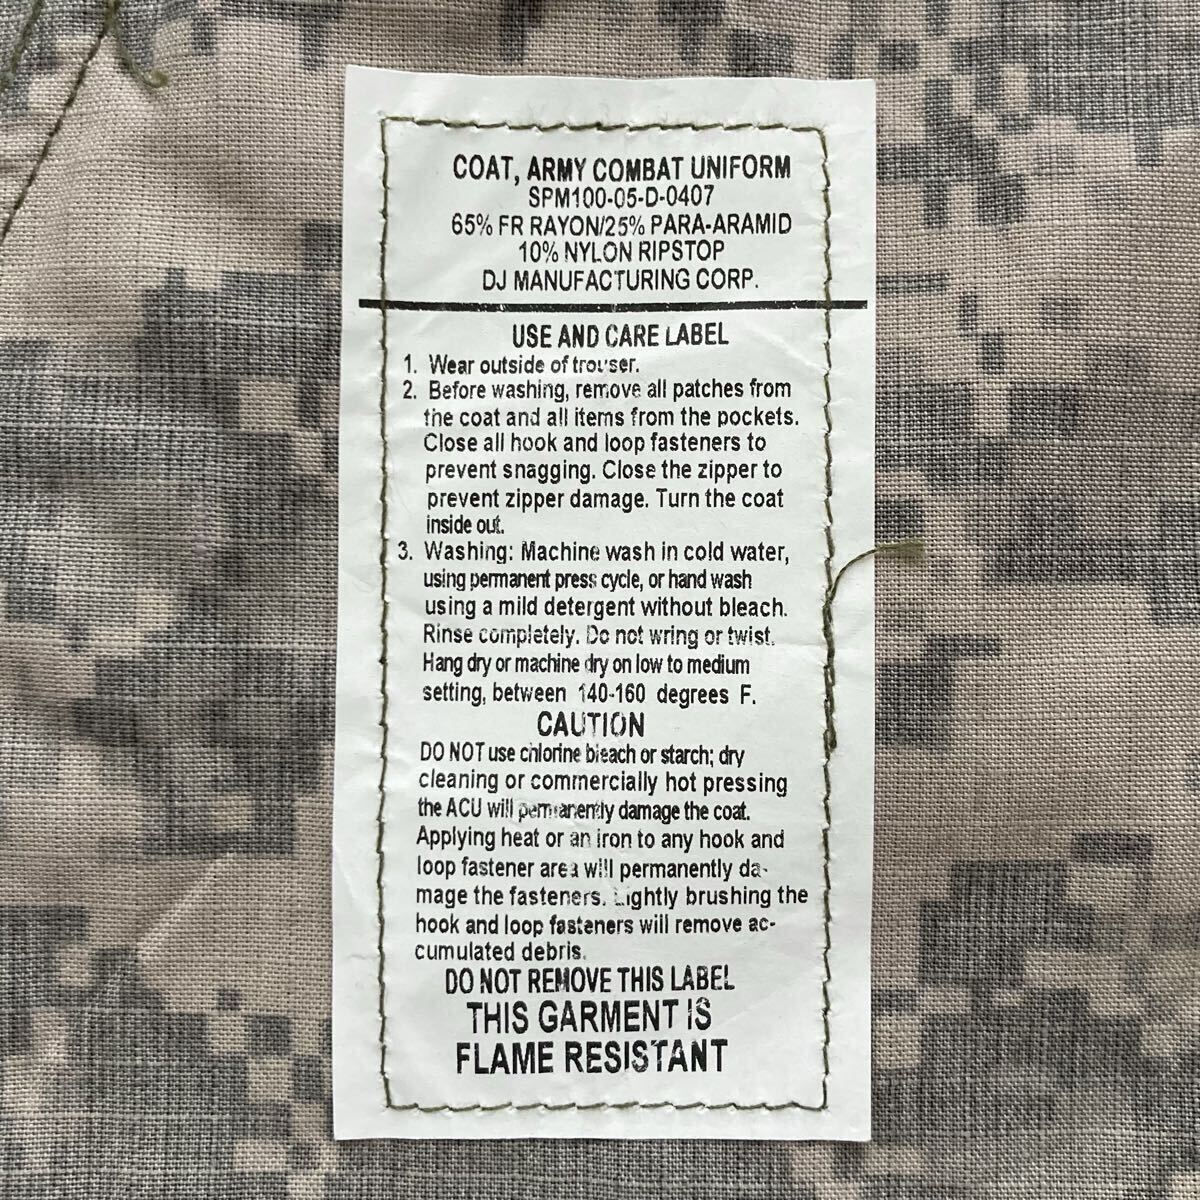 COAT, ARMY COMBAT UNIFORM
SPM100-05-D-0407
65% FR RAYON/25% PARA-ARAMID
10% NYLON RIPSTOP
DJ MANUFACTURING CORP.
USE AND CARE LABEL
1. Wear outside of trouser.
2. Before washing, remove all patches from
the coat and all items from the pockets.
Close all hook and loop fasteners to
prevent snagging. Close the zipper to
prevent zipper damage. Turn the coat
inside out.
3. Washing: Machine wash in cold water,
using permanent press cycle, or hand wash
using a mild detergent without bleach.
Rinse completely. Do not wring or twist.
Hang dry or machine dry on low to medium
setting, between 140-160 degrees F.
CAUTION
DO NOT use chlorine bleach or starch; dry
cleaning or commercially hot pressing
the ACU will permanently damage the coat.
Applying heat or an iron to any hook and
loop fastener area will permanently da-
mage the fasteners. Lightly brushing the
hook and loop fasteners will remove ac-
cumulated debris.
DO NOT REMOVE THIS LABEL
THIS GARMENT IS
FLAME RESISTANT